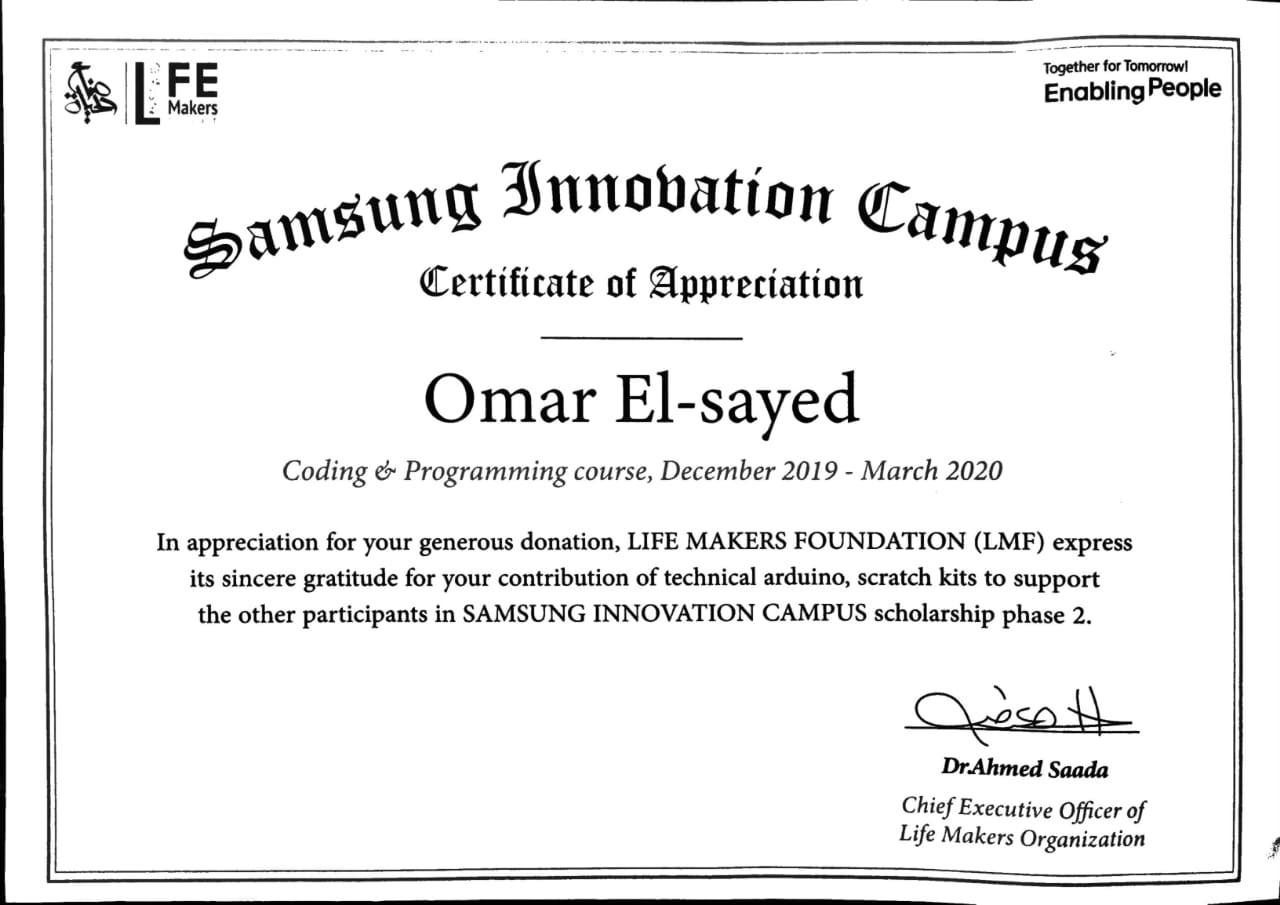 حياة
LIFE
Makers
Together for Tomorrow!
Enabling People
Samsung Innovation Campus
Certificate of Appreciation
Omar El-sayed
Coding & Programming course, December 2019 - March 2020
In appreciation for your generous donation, LIFE MAKERS FOUNDATION (LMF) express
its sincere gratitude for your contribution of technical arduino, scratch kits to support
the other participants in SAMSUNG INNOVATION CAMPUS scholarship phase 2.
Dr.Ahmed Saada
Chief Executive Officer of
Life Makers Organization